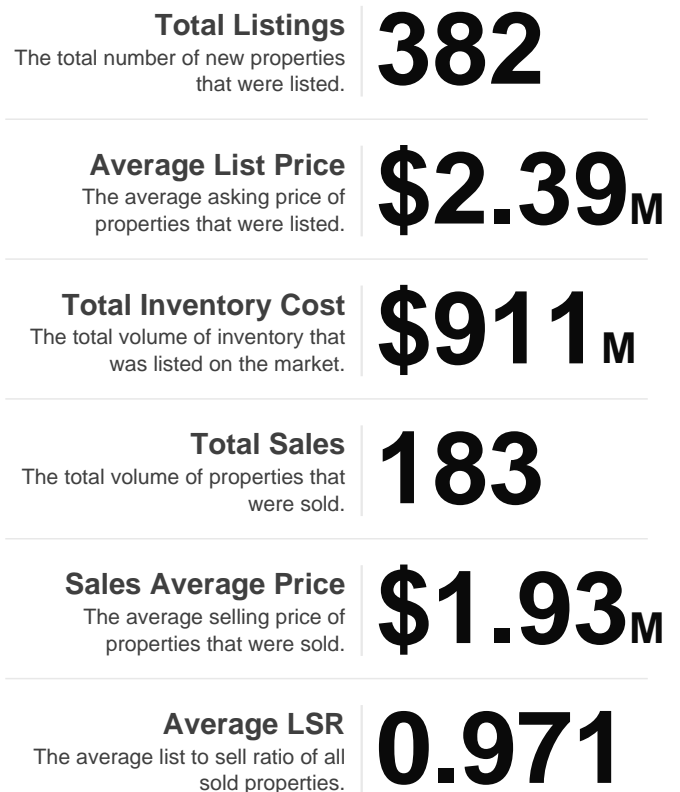 Total Listings
The total number of new properties
that were listed.
382
Average List Price
The average asking price of
properties that were listed.
$2.39M
Total Inventory Cost
The total volume of inventory that
was listed on the market.
$911M
Total Sales
The total volume of properties that
were sold.
183
Sales Average Price
The average selling price of
properties that were sold.
$1.93M
Average LSR
The average list to sell ratio of all
sold properties.
0.971